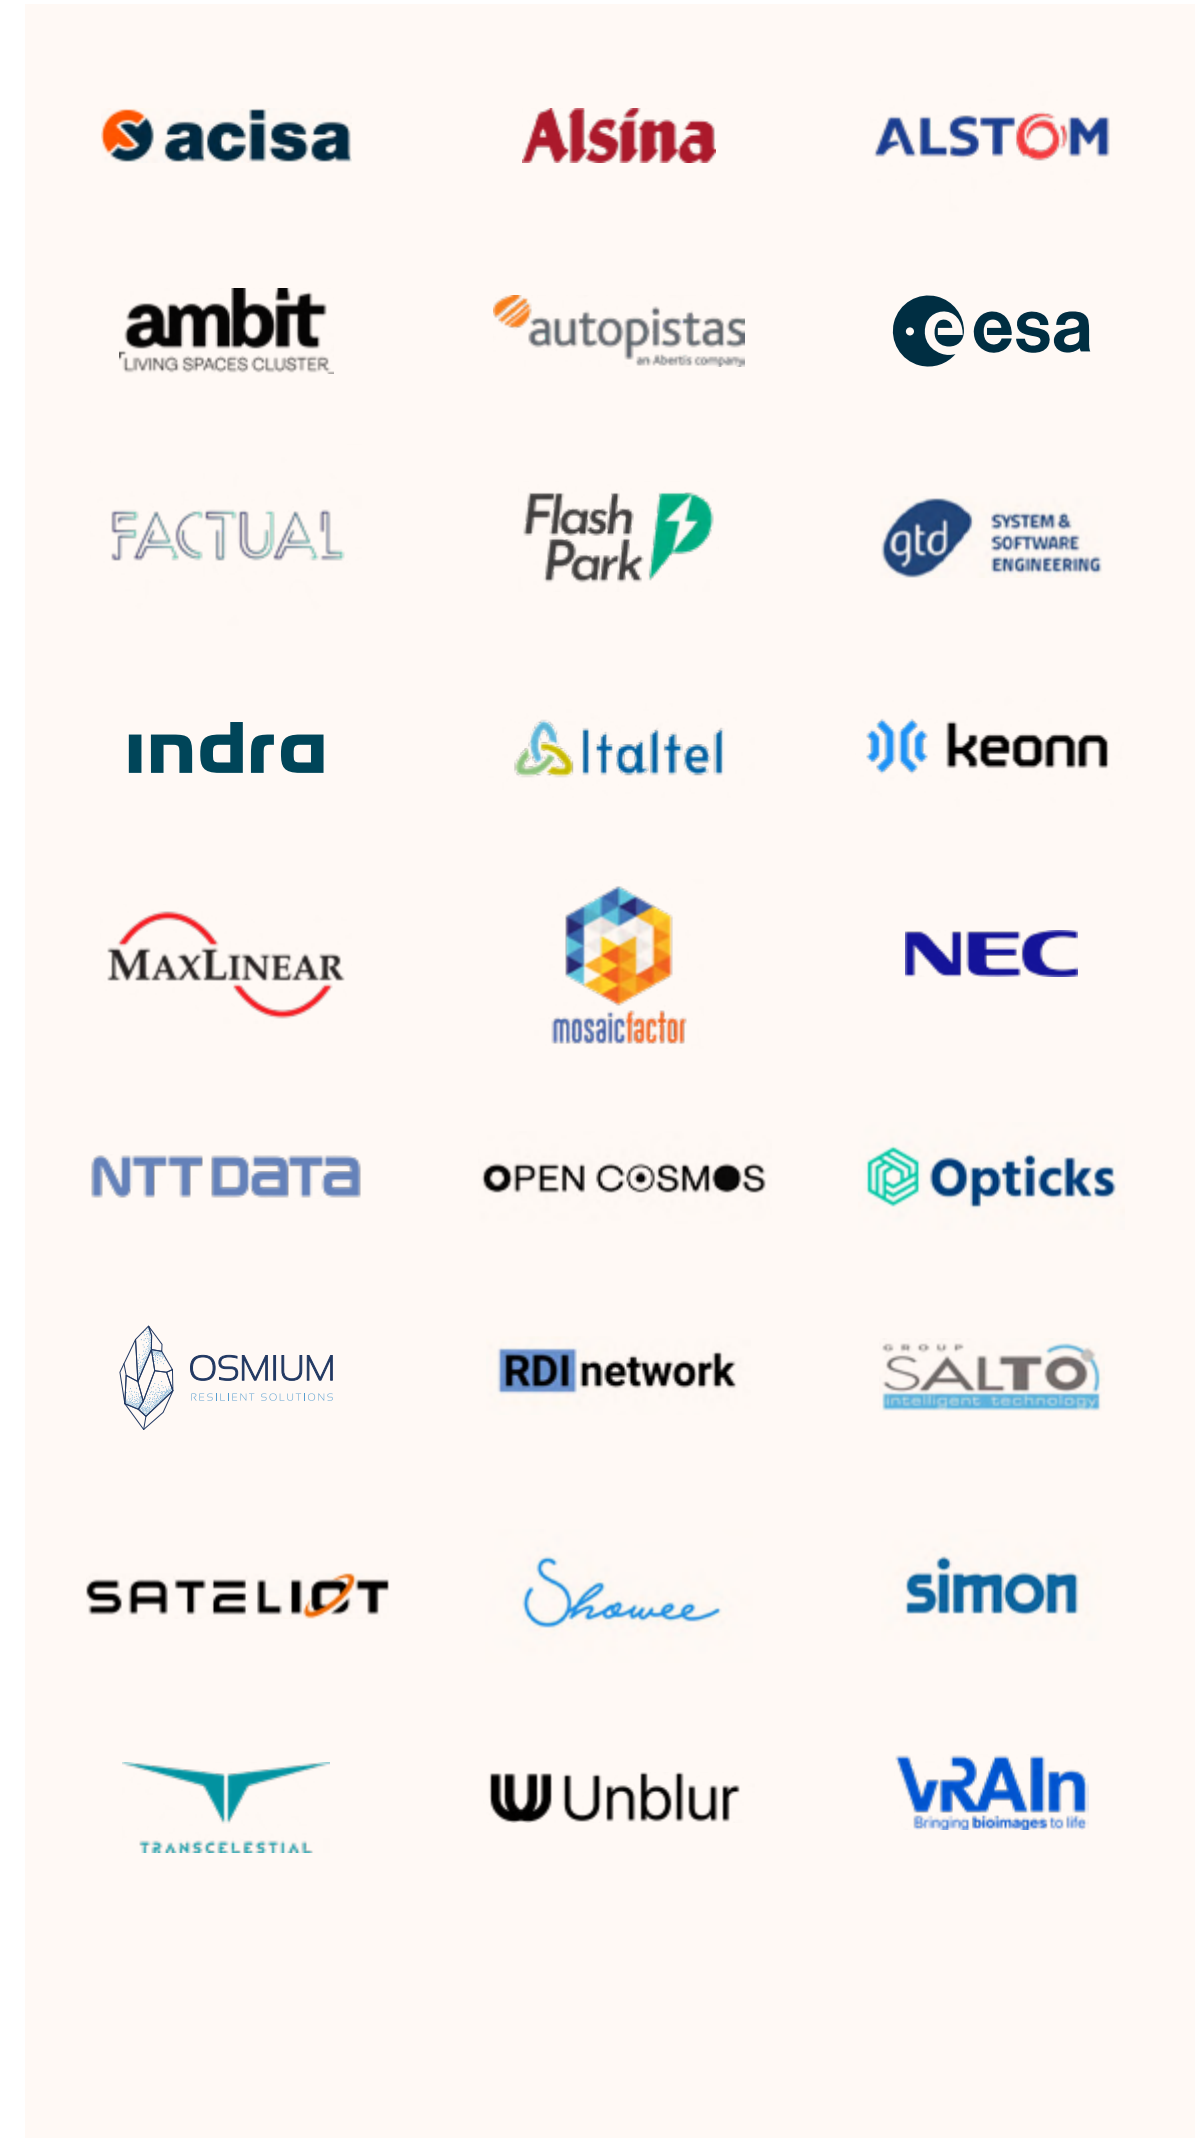 acisa
Alsína
ALSTOM
ambit
LIVING SPACES CLUSTER
autopistas
an Abertis company
esa
FACTUAL
Flash
Park
gtd
SYSTEM &
SOFTWARE
ENGINEERING
indra
Italtel
keonn
MAXLINEAR
mosaicfactor
NEC
NTT DATA
OPEN COSMOS
Opticks
OSMIUM
RESILIENT SOLUTIONS
RDI network
GROUP
SALTO
intelligent technology
SATELIOT
Showee
simon
TRANSCELESTIAL
Unblur
VRAIn
Bringing bioimages to life